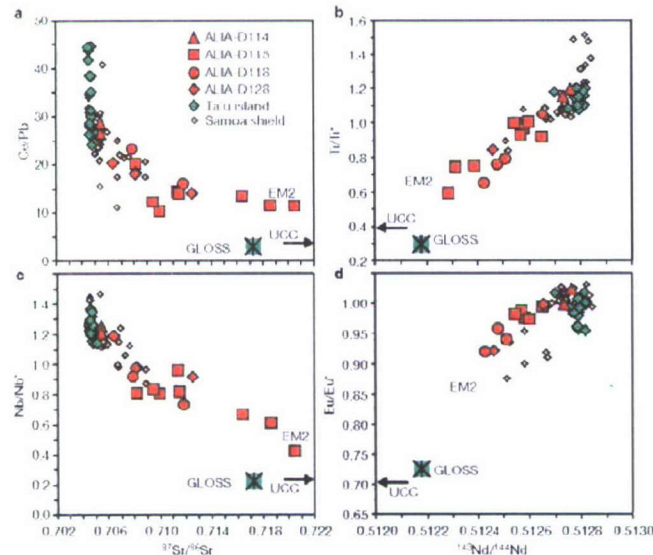 a
b
60
50
40
30
20
10
0
Ce/Pb
ALIA-D114
ALIA-D115
ALIA-D118
ALIA-D128
Ta'u island
Samoa shield
EM2
UCC
GLOSS
1.6
1.4
1.2
1.0
0.8
0.6
0.4
0.2
Ti/Ti*
EM2
UCC
GLOSS
c
d
1.4
1.2
1.0
0.8
0.6
0.4
0.2
0.0
Nb/Nb*
EM2
GLOSS
UCC
0.702 0.706 0.710 0.714 0.718 0.722
⁸⁷Sr/⁸⁶Sr
1.00
0.95
0.90
0.85
0.80
0.75
0.70
0.65
Eu/Eu*
EM2
GLOSS
UCC
0.5120 0.5122 0.5124 0.5126 0.5128 0.5130
¹⁴³Nd/¹⁴⁴Nd